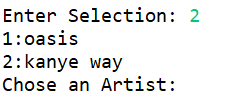 Enter Selection: 2
1:oasis
2:kanye way
Chose an Artist: